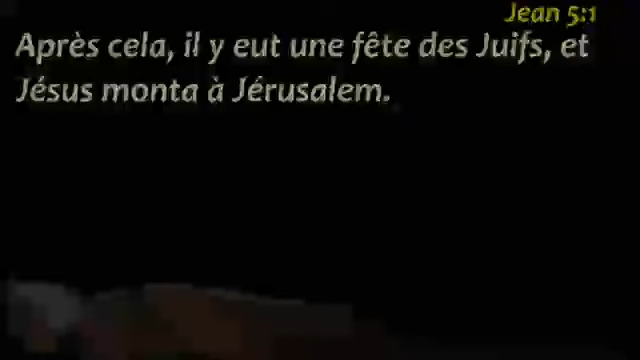 Jean 5:1
Après cela, il y eut une fête des Juifs, et
Jésus monta à Jérusalem.